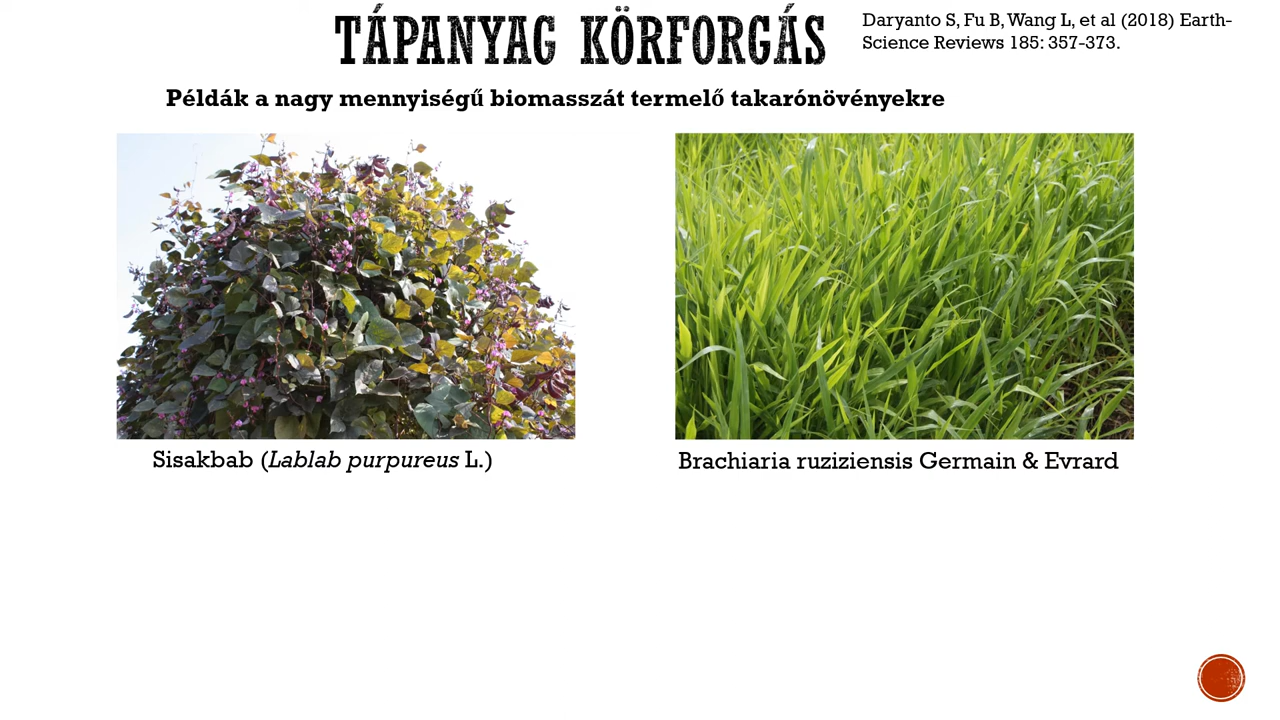 TÁPANYAG KÖRFORGÁS
Daryanto S, Fu B, Wang L, et al (2018) Earth-
Science Reviews 185: 357-373.
Példák a nagy mennyiségű biomasszát termelő takarónövényekre
Sisakbab (Lablab purpureus L.)
Brachiaria ruziziensis Germain & Evrard